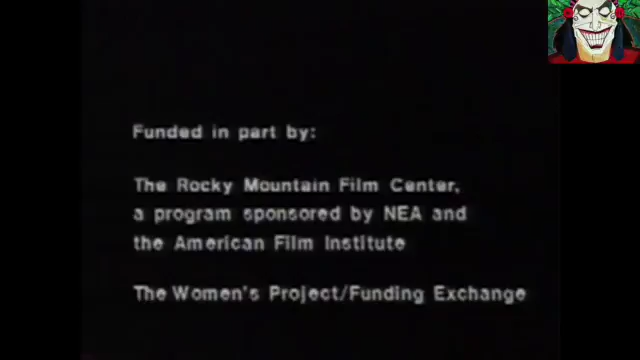 Funded in part by:
The Rocky Mountain Film Center,
a program sponsored by NEA and
the American Film Institute
The Women's Project/Funding Exchange